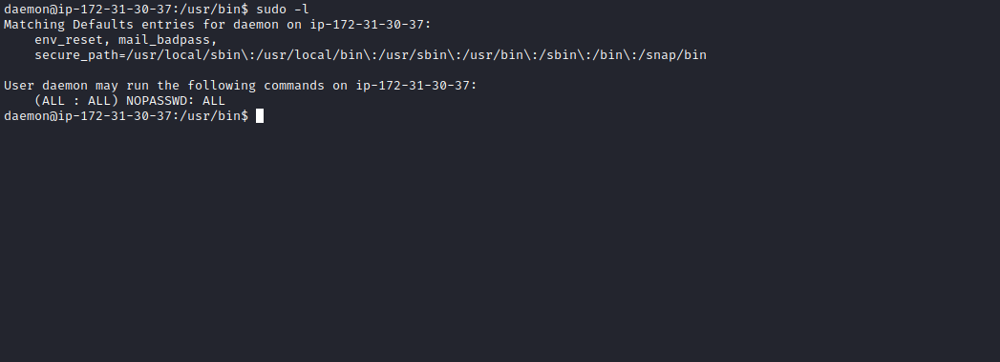 daemon@ip-172-31-30-37:/usr/bin$ sudo -l
Matching Defaults entries for daemon on ip-172-31-30-37:
    env_reset, mail_badpass,
    secure_path=/usr/local/sbin\:/usr/local/bin\:/usr/sbin\:/usr/bin\:/sbin\:/bin\:/snap/bin

User daemon may run the following commands on ip-172-31-30-37:
    (ALL : ALL) NOPASSWD: ALL
daemon@ip-172-31-30-37:/usr/bin$